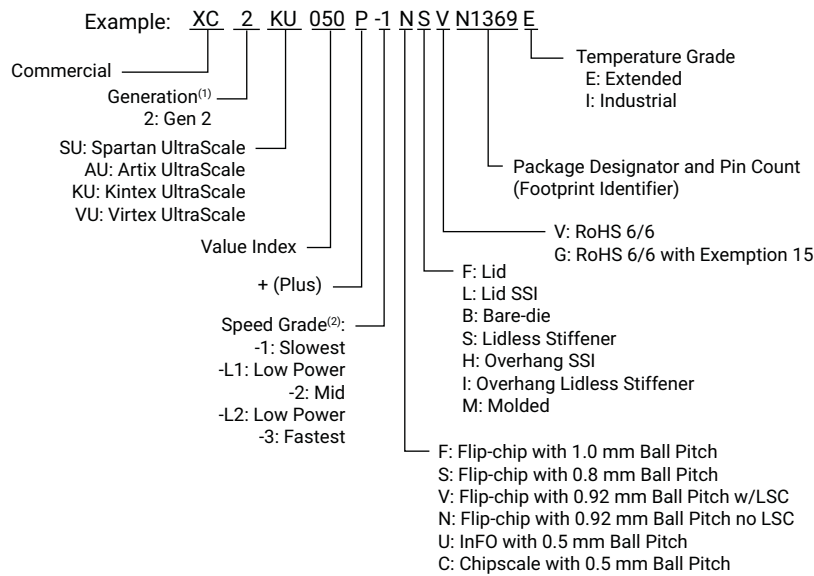 Example: XC 2 KU 050 P -1 N S V N1369 E
Commercial
Generation(1)
2: Gen 2
SU: Spartan UltraScale
AU: Artix UltraScale
KU: Kintex UltraScale
VU: Virtex UltraScale
Value Index
+ (Plus)
Speed Grade(2):
-1: Slowest
-L1: Low Power
-2: Mid
-L2: Low Power
-3: Fastest
Temperature Grade
E: Extended
I: Industrial
Package Designator and Pin Count
(Footprint Identifier)
V: RoHS 6/6
G: RoHS 6/6 with Exemption 15
F: Lid
L: Lid SSI
B: Bare-die
S: Lidless Stiffener
H: Overhang SSI
I: Overhang Lidless Stiffener
M: Molded
F: Flip-chip with 1.0 mm Ball Pitch
S: Flip-chip with 0.8 mm Ball Pitch
V: Flip-chip with 0.92 mm Ball Pitch w/LSC
N: Flip-chip with 0.92 mm Ball Pitch no LSC
U: InFO with 0.5 mm Ball Pitch
C: Chipscale with 0.5 mm Ball Pitch